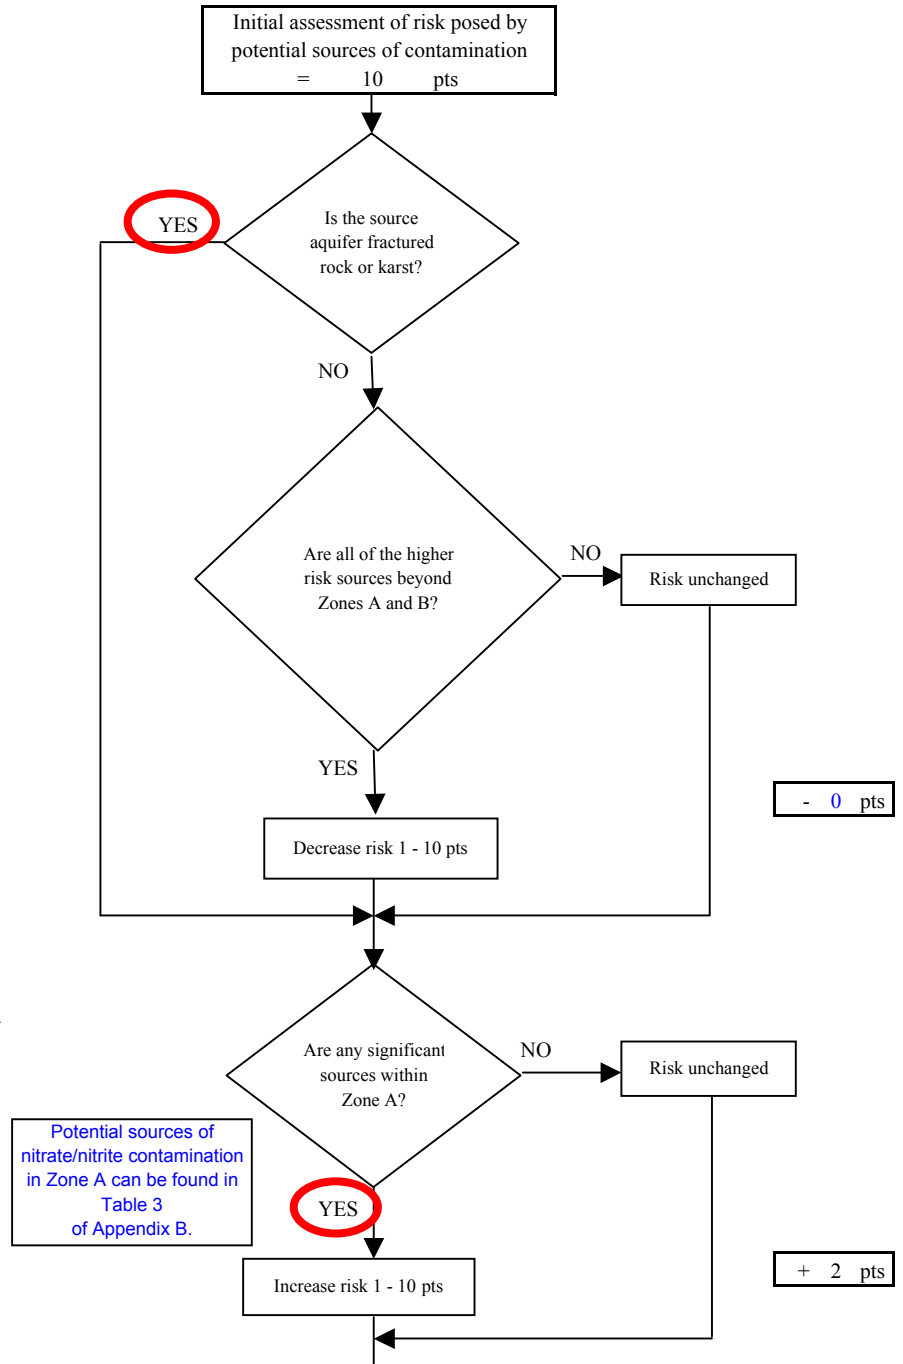 Initial assessment of risk posed by
potential sources of contamination
= 10 pts
YES
Is the source
aquifer fractured
rock or karst?
NO
Are all of the higher
risk sources beyond
Zones A and B?
NO
Risk unchanged
YES
- 0 pts
Decrease risk 1 - 10 pts
Are any significant
sources within
Zone A?
NO
Risk unchanged
Potential sources of
nitrate/nitrite contamination
in Zone A can be found in
Table 3
of Appendix B.
YES
+ 2 pts
Increase risk 1 - 10 pts